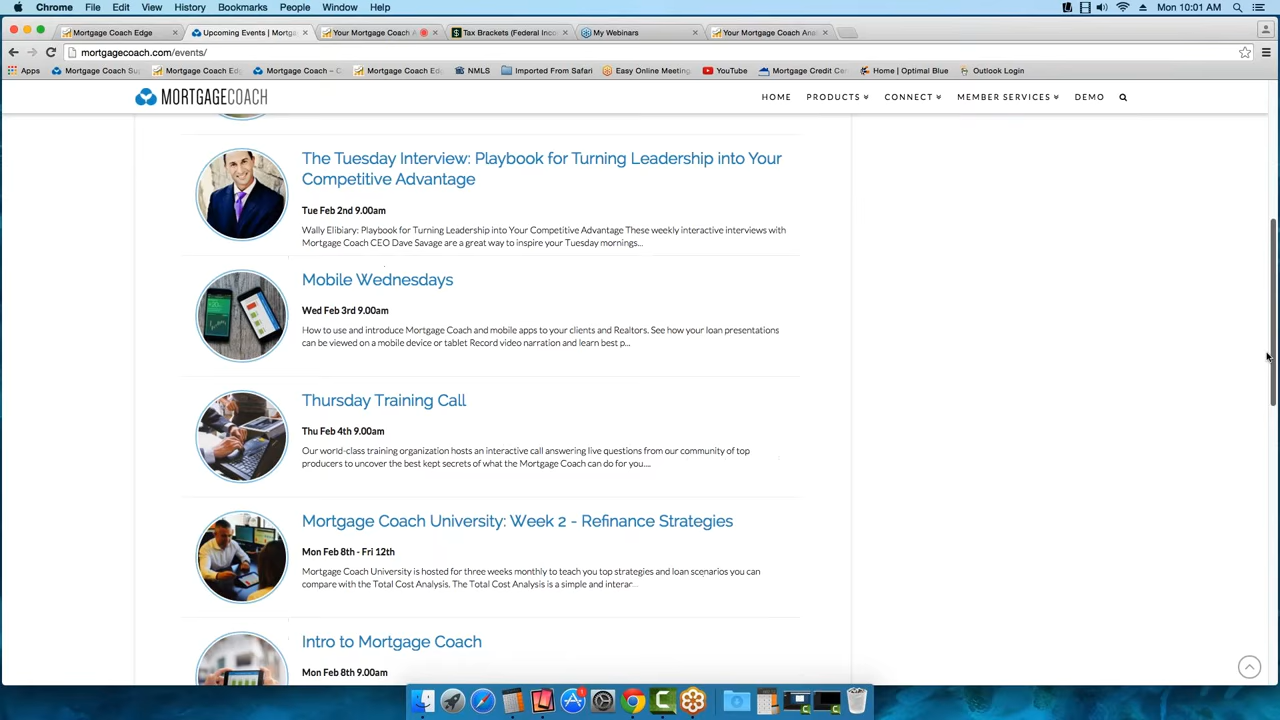 Chrome File Edit View History Bookmarks People Window Help Mon 10:01 AM
Mortgage Coach Edge Upcoming Events | Mortga Your Mortgage Coach A Tax Brackets (Federal Inco My Webinars Your Mortgage Coach Anal
mortgagecoach.com/events/
Apps Mortgage Coach Su Mortgage Coach Edg Mortgage Coach – C Mortgage Coach Ed NMLS Imported From Safari Easy Online Meeting YouTube Mortgage Credit Cer Home | Optimal Blue Outlook Login
MORTGAGECOACH HOME PRODUCTS CONNECT MEMBER SERVICES DEMO
The Tuesday Interview: Playbook for Turning Leadership into Your
Competitive Advantage
Tue Feb 2nd 9.00am
Wally Elibiary: Playbook for Turning Leadership into Your Competitive Advantage These weekly interactive interviews with
Mortgage Coach CEO Dave Savage are a great way to inspire your Tuesday mornings...
Mobile Wednesdays
Wed Feb 3rd 9.00am
How to use and introduce Mortgage Coach and mobile apps to your clients and Realtors. See how your loan presentations
can be viewed on a mobile device or tablet Record video narration and learn best p...
Thursday Training Call
Thu Feb 4th 9.00am
Our world-class training organization hosts an interactive call answering live questions from our community of top
producers to uncover the best kept secrets of what the Mortgage Coach can do for you....
Mortgage Coach University: Week 2 - Refinance Strategies
Mon Feb 8th - Fri 12th
Mortgage Coach University is hosted for three weeks monthly to teach you top strategies and loan scenarios you can
compare with the Total Cost Analysis. The Total Cost Analysis is a simple and interac...
Intro to Mortgage Coach
Mon Feb 8th 9.00am